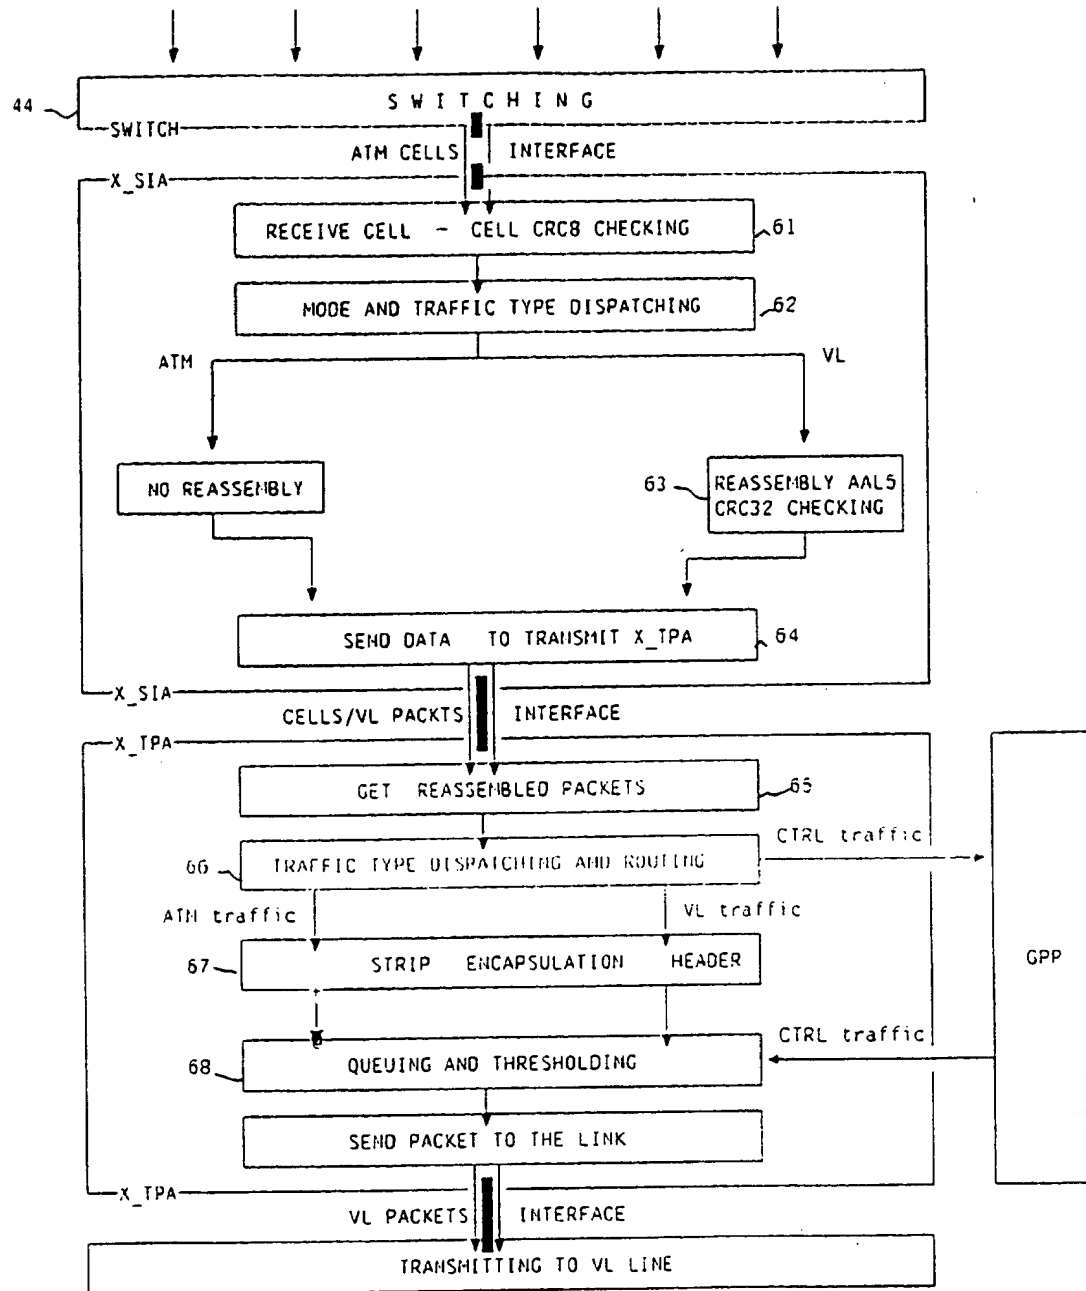 44
S W I T C H I N G
SWITCH
ATM CELLS INTERFACE
X_SIA
RECEIVE CELL - CELL CRC8 CHECKING
61
MODE AND TRAFFIC TYPE DISPATCHING
62
ATM
VL
NO REASSEMBLY
63
REASSEMBLY AAL5
CRC32 CHECKING
SEND DATA TO TRANSMIT X_TPA
64
X_SIA
CELLS/VL PACKTS INTERFACE
X_TPA
GET REASSEMBLED PACKETS
65
CTRL traffic
66
TRAFFIC TYPE DISPATCHING AND ROUTING
ATM traffic
VL traffic
67
STRIP ENCAPSULATION HEADER
GPP
CTRL traffic
68
QUEUING AND THRESHOLDING
SEND PACKET TO THE LINK
X_TPA
VL PACKETS INTERFACE
TRANSMITTING TO VL LINE